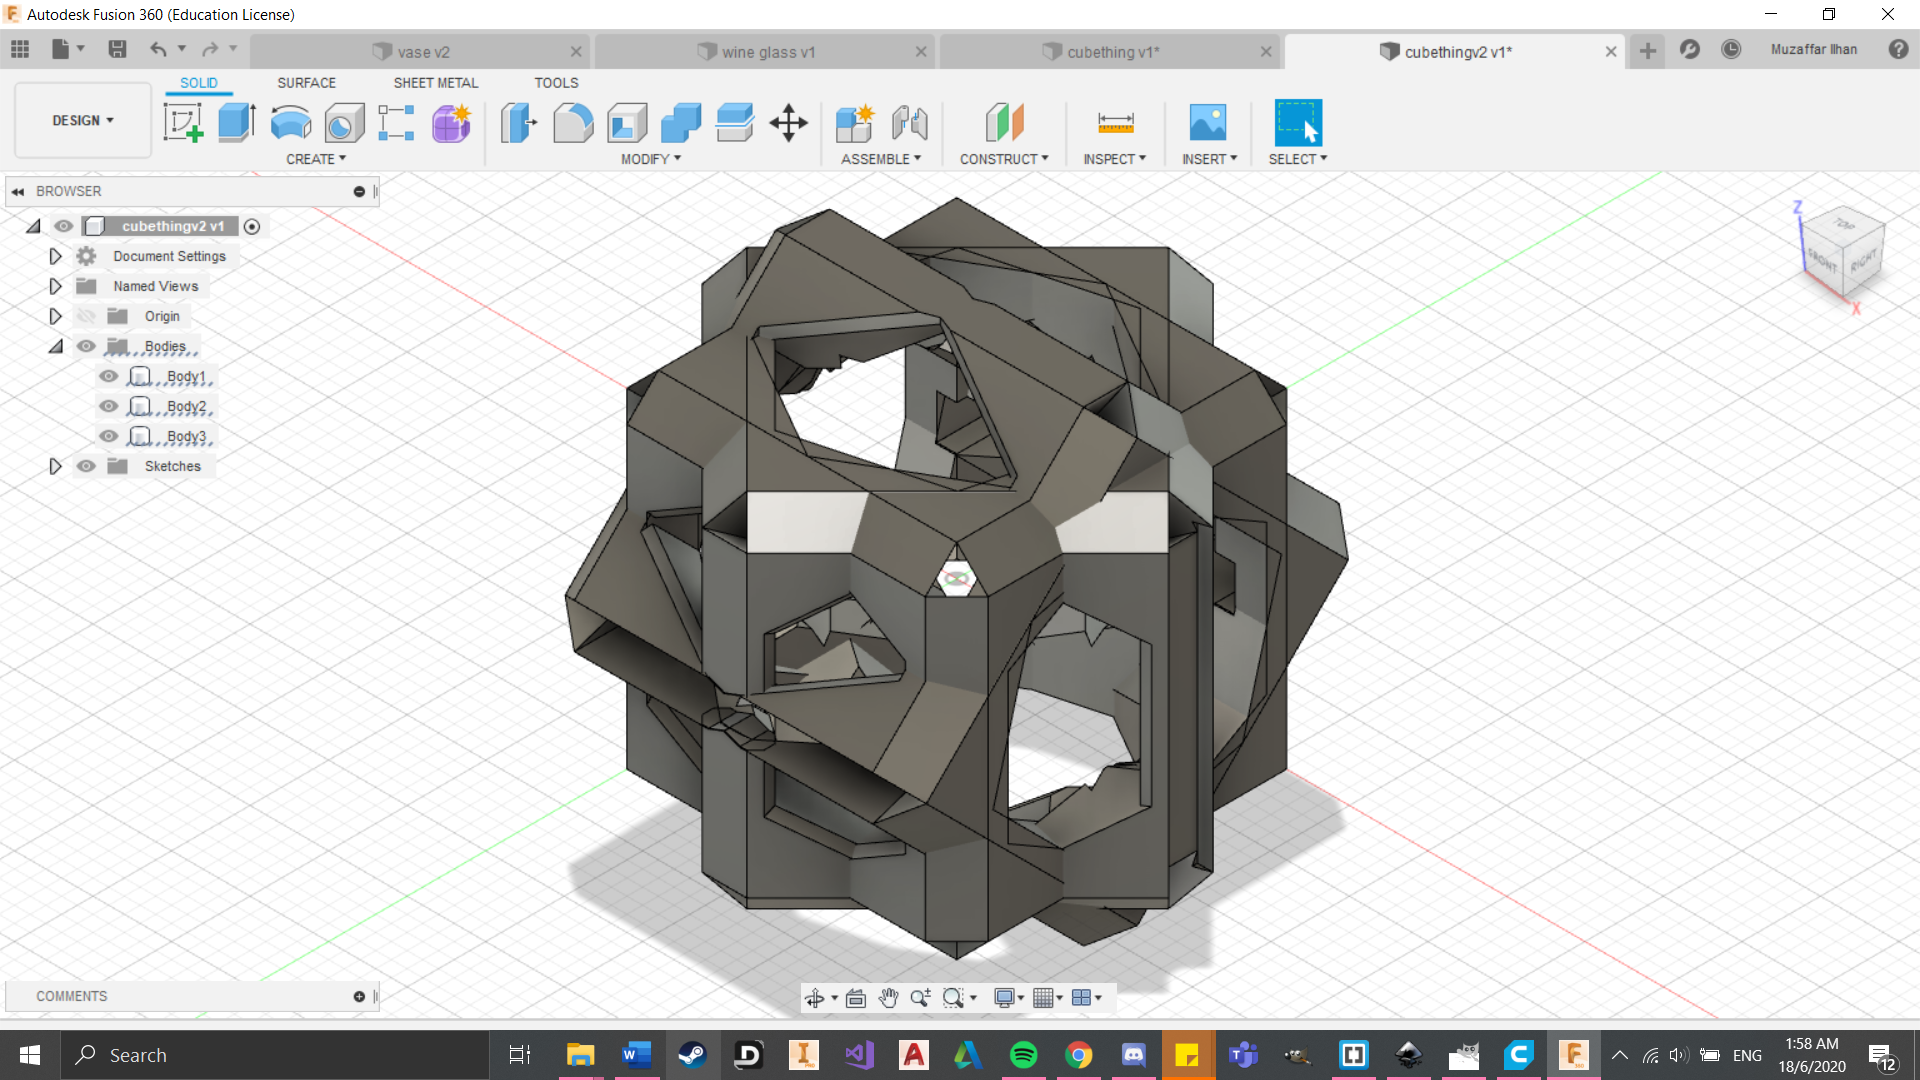 Autodesk Fusion 360 (Education License)
vase v2
wine glass v1
cubething v1*
cubethingv2 v1*
Muzaffar Ilhan
SOLID SURFACE SHEET METAL TOOLS
DESIGN
CREATE MODIFY ASSEMBLE CONSTRUCT INSPECT INSERT SELECT
BROWSER
cubethingv2 v1
Document Settings
Named Views
Origin
Bodies
Body1
Body2
Body3
Sketches
Z
TOP
FRONT RIGHT
X
COMMENTS
Search
ENG
1:58 AM
18/6/2020
12